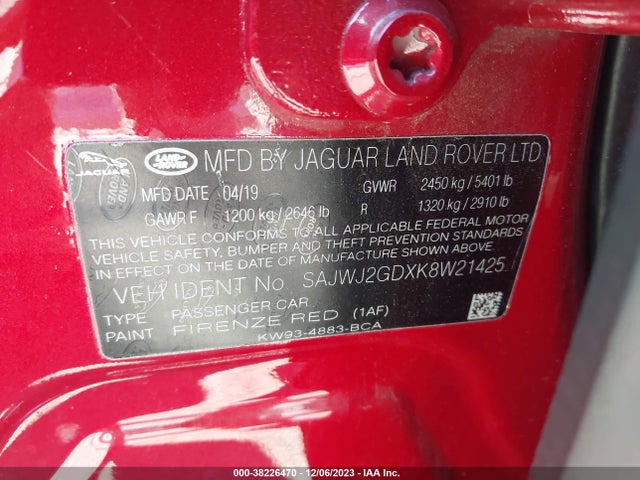 JAGUAR LAND ROVER MFD BY JAGUAR LAND ROVER LTD
MFD DATE 04/19 GVWR 2450 kg / 5401 lb
GAWR F 1200 kg / 2646 lb R 1320 kg / 2910 lb
THIS VEHICLE CONFORMS TO ALL APPLICABLE FEDERAL MOTOR
VEHICLE SAFETY, BUMPER AND THEFT PREVENTION STANDARDS
IN EFFECT ON THE DATE OF MANUFACTURE SHOWN ABOVE.
VEH IDENT No SAJWJ2GDXK8W21425
TYPE PASSENGER CAR
PAINT FIRENZE RED (1AF)
KW93-4883-BCA
000-38226470 - 12/06/2023 - IAA Inc.